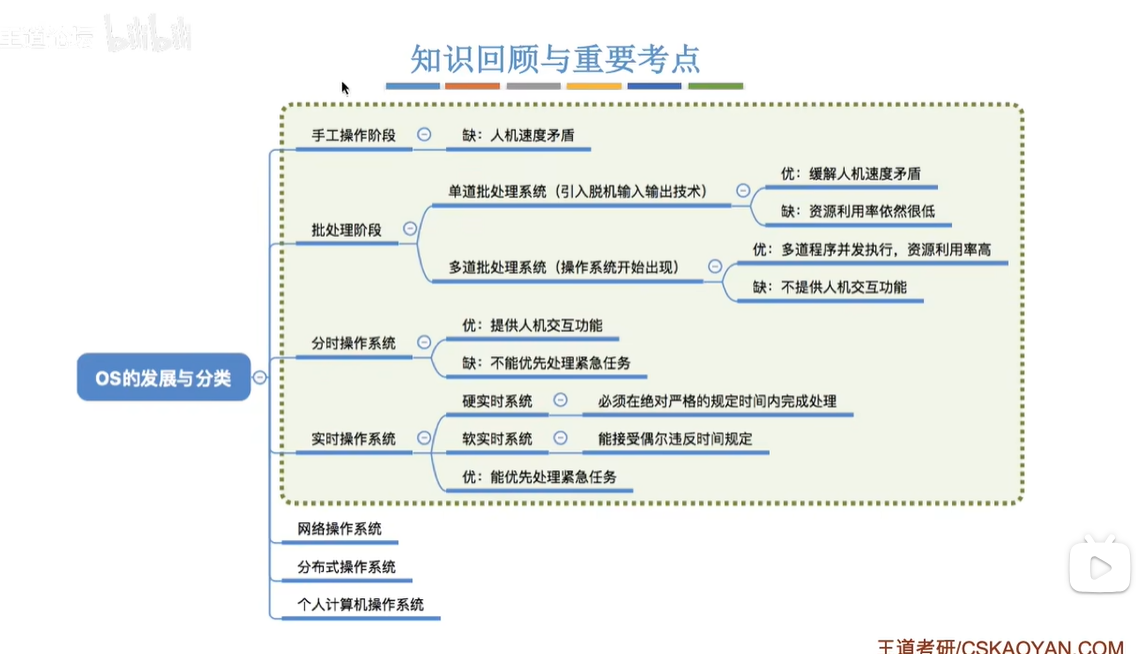 王道论坛 bilibili
知识回顾与重要考点
手工操作阶段
缺：人机速度矛盾
批处理阶段
单道批处理系统（引入脱机输入输出技术）
优：缓解人机速度矛盾
缺：资源利用率依然很低
多道批处理系统（操作系统开始出现）
优：多道程序并发执行，资源利用率高
缺：不提供人机交互功能
OS的发展与分类
分时操作系统
优：提供人机交互功能
缺：不能优先处理紧急任务
实时操作系统
硬实时系统
必须在绝对严格的规定时间内完成处理
软实时系统
能接受偶尔违反时间规定
优：能优先处理紧急任务
网络操作系统
分布式操作系统
个人计算机操作系统
王道考研/CSKAOYAN.COM